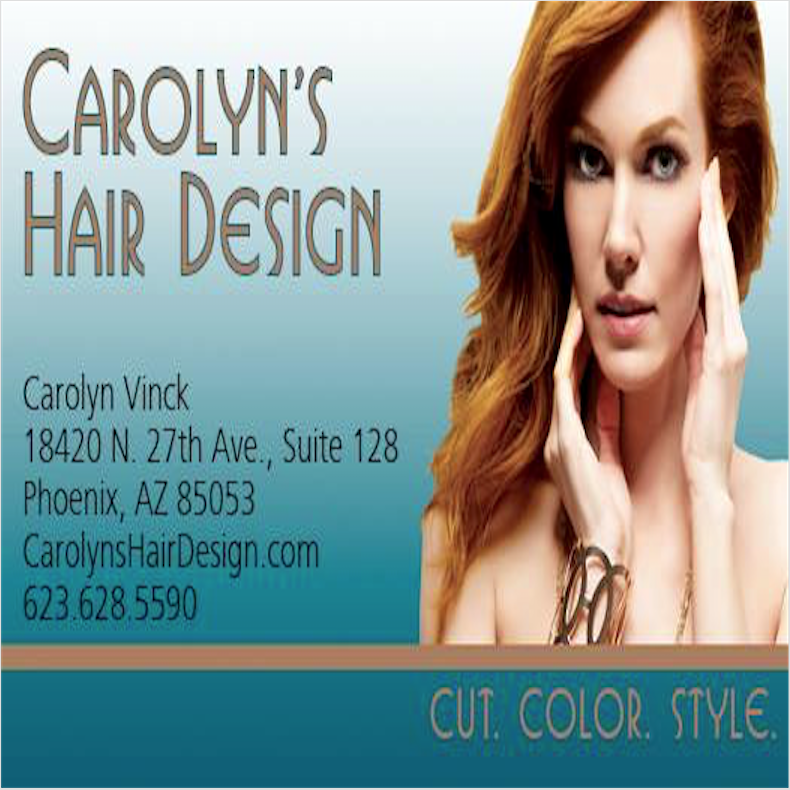 CAROLYN'S
HAIR DESIGN
Carolyn Vinck
18420 N. 27th Ave., Suite 128
Phoenix, AZ 85053
CarolynsHairDesign.com
623.628.5590
CUT. COLOR. STYLE.